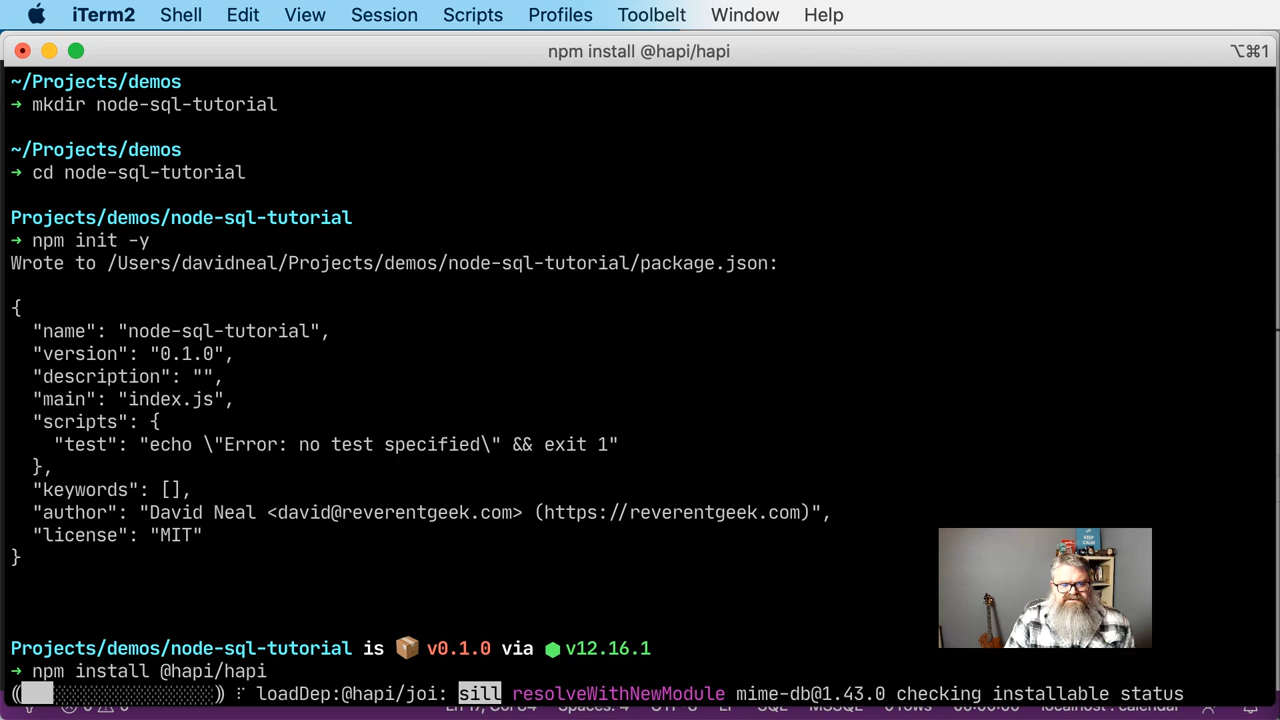 iTerm2 Shell Edit View Session Scripts Profiles Toolbelt Window Help
npm install @hapi/hapi ⌥⌘1
~/Projects/demos
→ mkdir node-sql-tutorial
~/Projects/demos
→ cd node-sql-tutorial
Projects/demos/node-sql-tutorial
→ npm init -y
Wrote to /Users/davidneal/Projects/demos/node-sql-tutorial/package.json:
{
"name": "node-sql-tutorial",
"version": "0.1.0",
"description": "",
"main": "index.js",
"scripts": {
"test": "echo \"Error: no test specified\" && exit 1"
},
"keywords": [],
"author": "David Neal <david@reverentgeek.com> (https://reverentgeek.com)",
"license": "MIT"
}
KEEP CALM
Projects/demos/node-sql-tutorial is 📦 v0.1.0 via ⬢ v12.16.1
→ npm install @hapi/hapi
(██░░░░░░░░░░░░░░░░) ⠏ loadDep:@hapi/joi: sill resolveWithNewModule mime-db@1.43.0 checking installable status